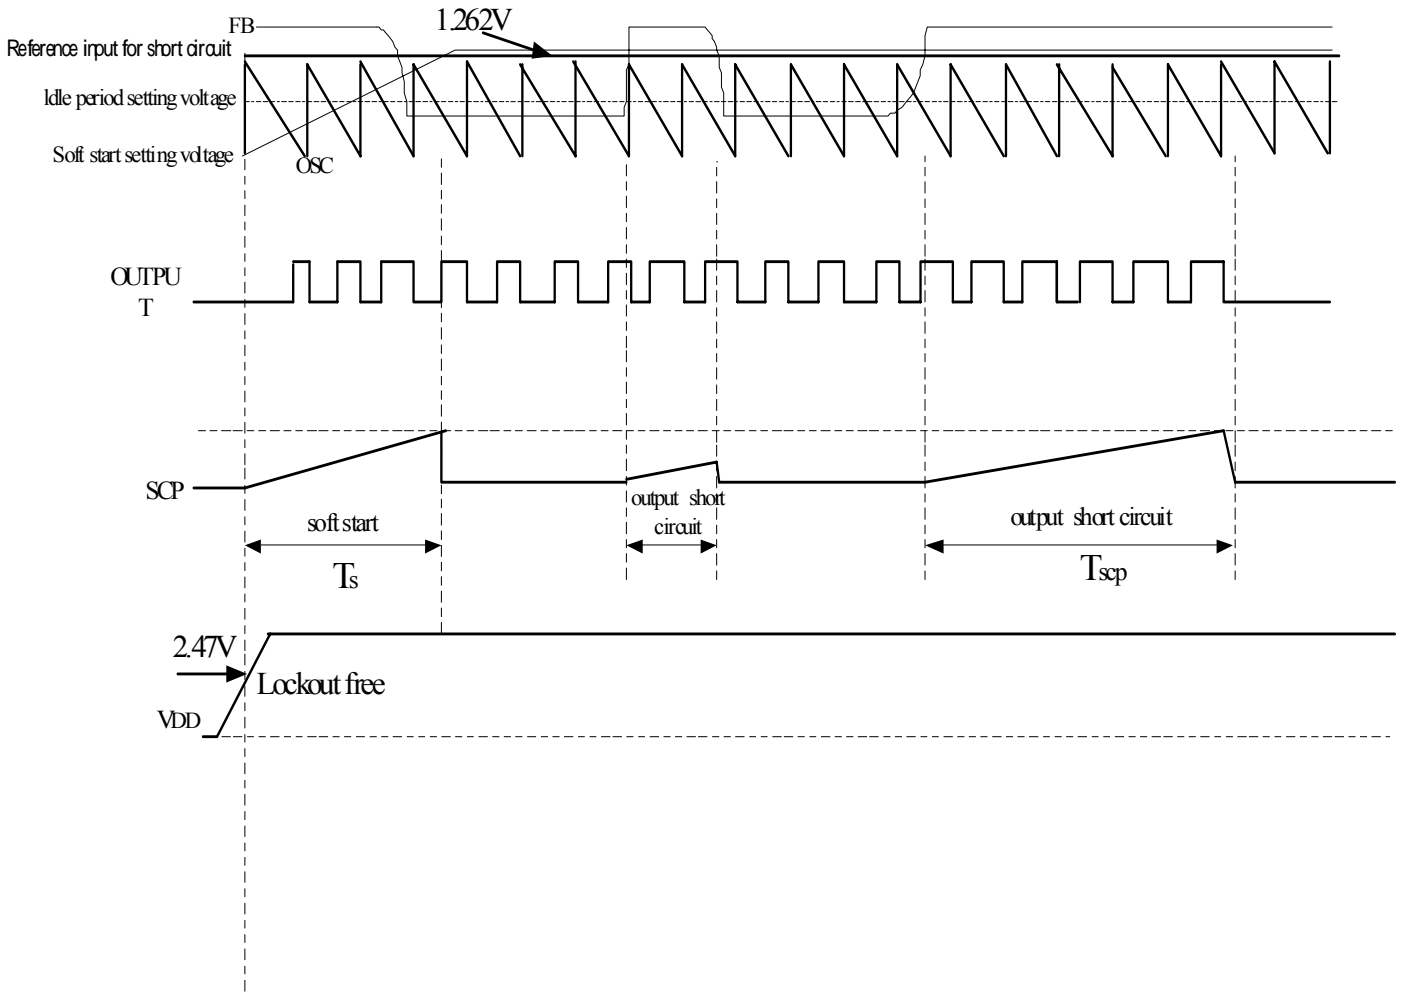 FB
1.262V
Reference input for short circuit
Idle period setting voltage
Soft start setting voltage
OSC
OUTPU
T
SCP
soft start
Ts
output short
circuit
output short circuit
Tscp
2.47V
Lockout free
VDD